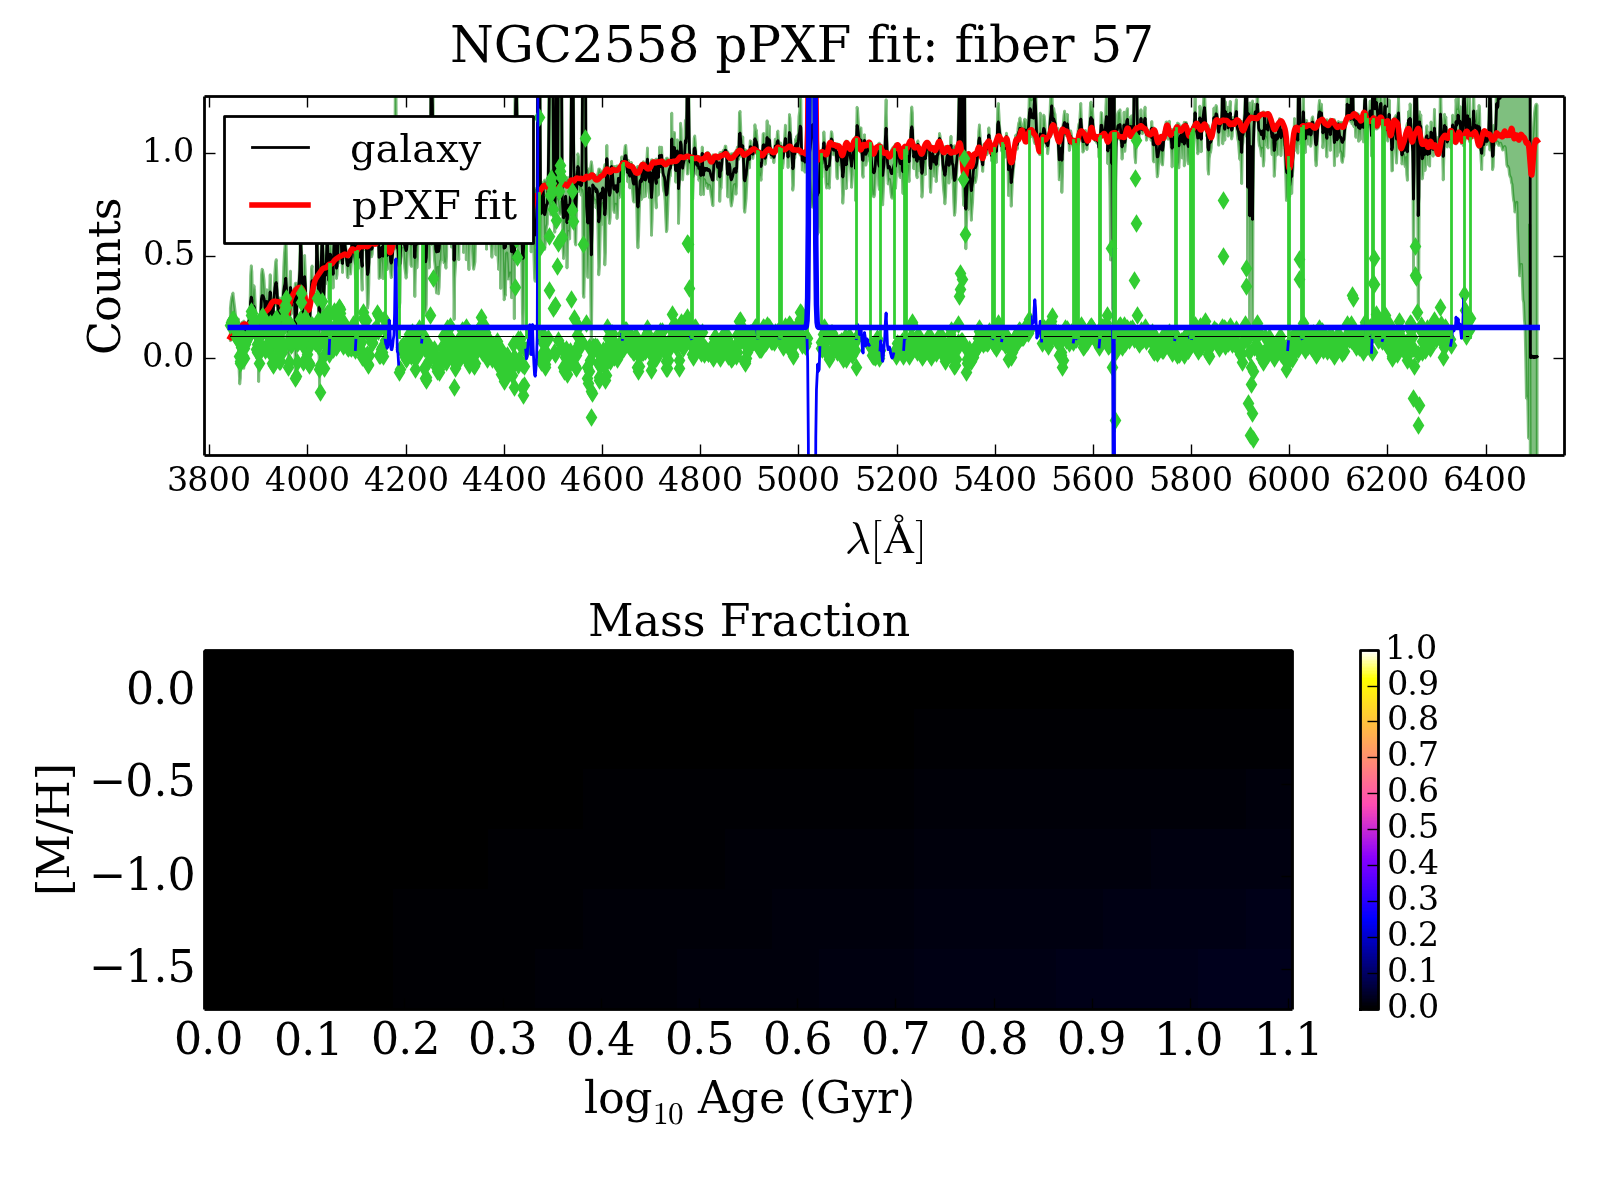 NGC2558 pPXF fit: fiber 57
galaxy
pPXF fit
Counts
1.0
0.5
0.0
3800 4000 4200 4400 4600 4800 5000 5200 5400 5600 5800 6000 6200 6400
λ[Å]
Mass Fraction
[M/H]
0.0
−0.5
−1.0
−1.5
0.0 0.1 0.2 0.3 0.4 0.5 0.6 0.7 0.8 0.9 1.0 1.1
log₁₀ Age (Gyr)
1.0
0.9
0.8
0.7
0.6
0.5
0.4
0.3
0.2
0.1
0.0